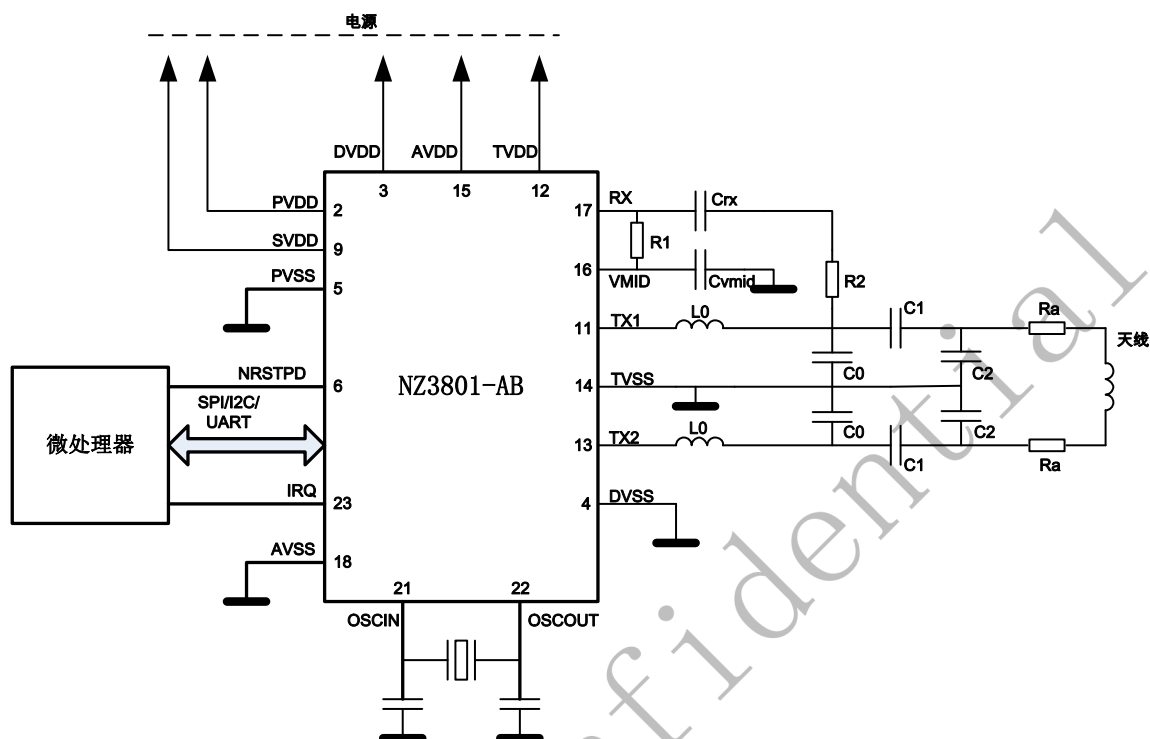 电源
DVDD
AVDD
TVDD
3
15
12
PVDD
2
SVDD
9
PVSS
5
NRSTPD
6
SPI/I2C/
UART
微处理器
IRQ
23
AVSS
18
NZ3801-AB
17
RX
Crx
R1
16
VMID
Cvmid
R2
11
TX1
L0
C1
Ra
天线
C0
C2
14
TVSS
C0
C2
13
TX2
L0
C1
Ra
4
DVSS
21
22
OSCIN
OSCOUT
nfidential